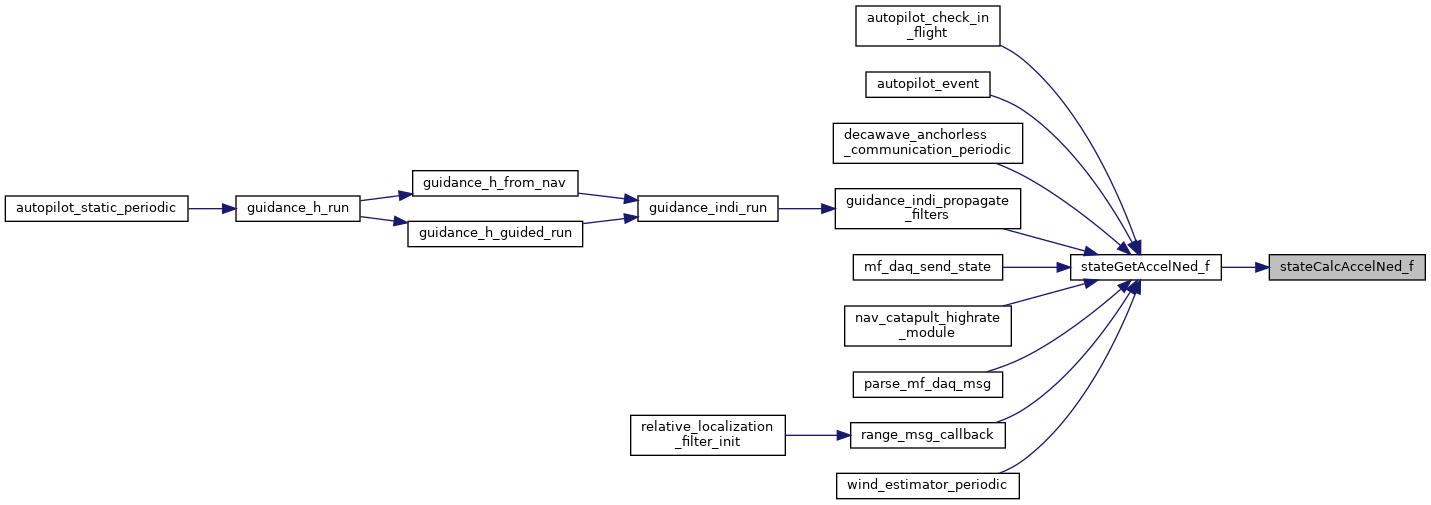 autopilot_check_in
_flight
autopilot_event
decawave_anchorless
_communication_periodic
guidance_h_from_nav
autopilot_static_periodic
guidance_h_run
guidance_indi_run
guidance_indi_propagate
_filters
guidance_h_guided_run
mf_daq_send_state
stateGetAccelNed_f
stateCalcAccelNed_f
nav_catapult_highrate
_module
parse_mf_daq_msg
relative_localization
_filter_init
range_msg_callback
wind_estimator_periodic